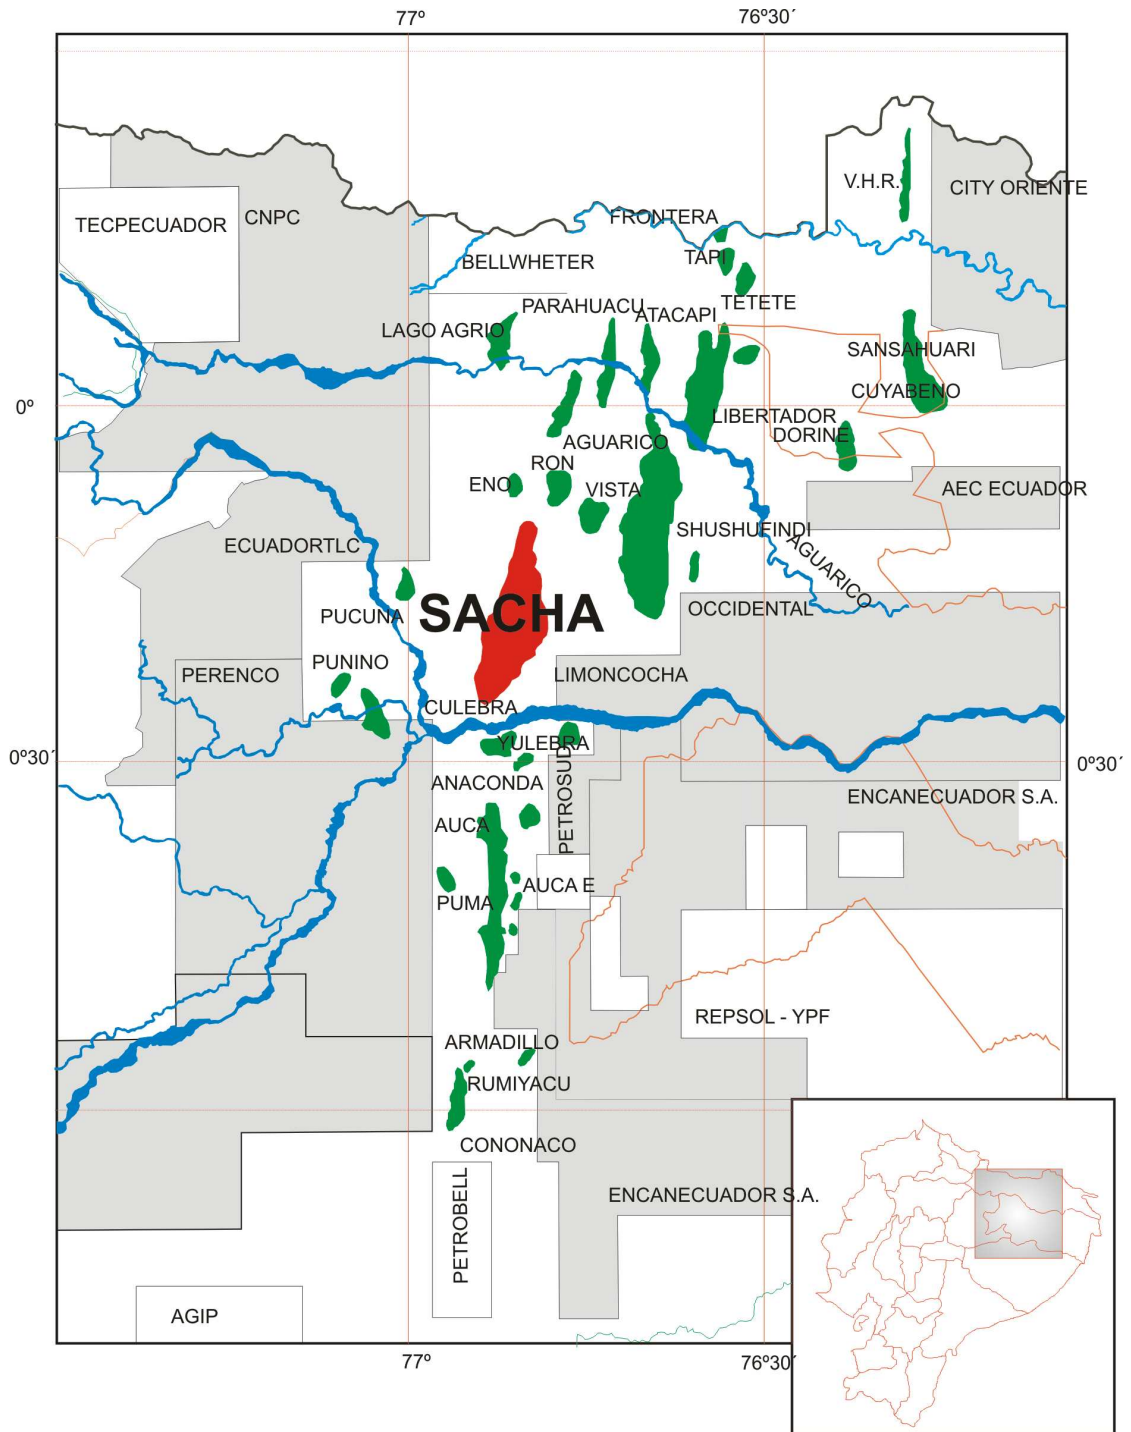 77º
76º30´
V.H.R.
CITY ORIENTE
CNPC
TECPECUADOR
FRONTERA
TAPI
BELLWHETER
TETETE
PARAHUACU
ATACAPI
LAGO AGRIO
SANSAHUARI
CUYABENO
0º
LIBERTADOR
DORINE
AGUARICO
RON
ENO
VISTA
AEC ECUADOR
SHUSHUFINDI
AGUARICO
ECUADORTLC
PUCUNA
SACHA
OCCIDENTAL
PUNINO
PERENCO
LIMONCOCHA
CULEBRA
YULEBRA
0º30´
0º30´
ANACONDA
PETROSUD
ENCANECUADOR S.A.
AUCA
AUCA E
PUMA
REPSOL - YPF
ARMADILLO
RUMIYACU
CONONACO
PETROBELL
ENCANECUADOR S.A.
AGIP
77º
76º30´